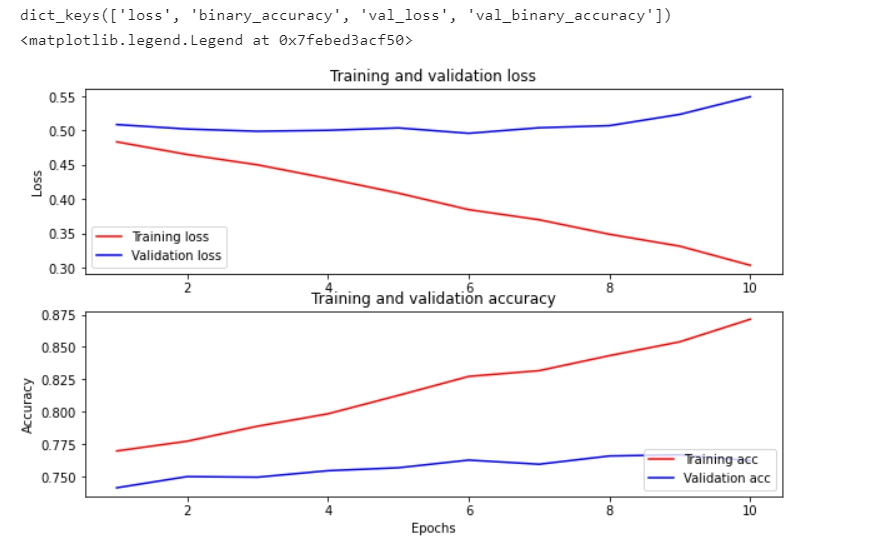 dict_keys(['loss', 'binary_accuracy', 'val_loss', 'val_binary_accuracy'])
<matplotlib.legend.Legend at 0x7febed3acf50>
Training and validation loss
0.55
0.50
0.45
0.40
0.35
0.30
Loss
Training loss
Validation loss
2 4 6 8 10
Training and validation accuracy
0.875
0.850
0.825
0.800
0.775
0.750
Accuracy
Training acc
Validation acc
2 4 6 8 10
Epochs